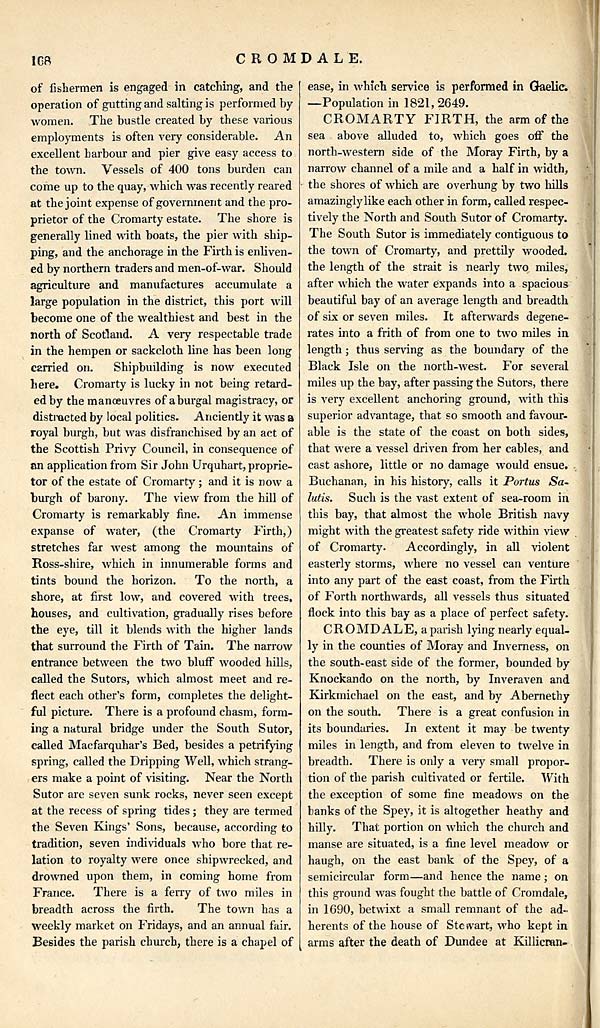 168
CROMDALE.
of fishermen is engaged in catching, and the
operation of gutting and salting is performed by
women. The bustle created by these various
employments is often very considerable. An
excellent harbour and pier give easy access to
the town. Vessels of 400 tons burden can
come up to the quay, which was recently reared
at the joint expense of government and the pro-
prietor of the Cromarty estate. The shore is
generally lined with boats, the pier with ship-
ping, and the anchorage in the Firth is enliven-
ed by northern traders and men-of-war. Should
agriculture and manufactures accumulate a
large population in the district, this port will
become one of the wealthiest and best in the
north of Scotland. A very respectable trade
in the hempen or sackcloth line has been long
carried on. Shipbuilding is now executed
here. Cromarty is lucky in not being retard-
ed by the manœuvres of a burgal magistracy, or
distracted by local politics. Anciently it was a
royal burgh, but was disfranchised by an act of
the Scottish Privy Council, in consequence of
an application from Sir John Urquhart, proprie-
tor of the estate of Cromarty; and it is now a
burgh of barony. The view from the hill of
Cromarty is remarkably fine. An immense
expanse of water, (the Cromarty Firth,)
stretches far west among the mountains of
Ross-shire, which in innumerable forms and
tints bound the horizon. To the north, a
shore, at first low, and covered with trees,
houses, and cultivation, gradually rises before
the eye, till it blends with the higher lands
that surround the Firth of Tain. The narrow
entrance between the two bluff wooded hills,
called the Sutors, which almost meet and re-
flect each other's form, completes the delight-
ful picture. There is a profound chasm, form-
ing a natural bridge under the South Sutor,
called Macfarquhar's Bed, besides a petrifying
spring, called the Dripping Well, which strang-
ers make a point of visiting. Near the North
Sutor are seven sunk rocks, never seen except
at the recess of spring tides; they are termed
the Seven Kings' Sons, because, according to
tradition, seven individuals who bore that re-
lation to royalty were once shipwrecked, and
drowned upon them, in coming home from
France. There is a ferry of two miles in
breadth across the firth. The town has a
weekly market on Fridays, and an annual fair.
Besides the parish church, there is a chapel of
ease, in which service is performed in Gaelic.
—Population in 1821, 2649.
CROMARTY FIRTH, the arm of the
sea above alluded to, which goes off the
north-western side of the Moray Firth, by a
narrow channel of a mile and a half in width,
the shores of which are overhung by two hills
amazingly like each other in form, called respec-
tively the North and South Sutor of Cromarty.
The South Sutor is immediately contiguous to
the town of Cromarty, and prettily wooded.
the length of the strait is nearly two miles,
after which the water expands into a spacious
beautiful bay of an average length and breadth
of six or seven miles. It afterwards degene-
rates into a frith of from one to two miles in
length; thus serving as the boundary of the
Black Isle on the north-west. For several
miles up the bay, after passing the Sutors, there
is very excellent anchoring ground, with this
superior advantage, that so smooth and favour-
able is the state of the coast on both sides,
that were a vessel driven from her cables, and
cast ashore, little or no damage would ensue.
Buchanan, in his history, calls it Portus Sa-
lutis. Such is the vast extent of sea-room in
this bay, that almost the whole British navy
might with the greatest safety ride within view
of Cromarty. Accordingly, in all violent
easterly storms, where no vessel can venture
into any part of the east coast, from the Firth
of Forth northwards, all vessels thus situated
flock into this bay as a place of perfect safety.
CROMDALE, a parish lying nearly equal-
ly in the counties of Moray and Inverness, on
the south-east side of the former, bounded by
Knockando on the north, by Inveraven and
Kirkmichael on the east, and by Abernethy
on the south. There is a great confusion in
its boundaries. In extent it may be twenty
miles in length, and from eleven to twelve in
breadth. There is only a very small propor-
tion of the parish cultivated or fertile. With
the exception of some fine meadows on the
banks of the Spey, it is altogether heathy and
hilly. That portion on which the church and
manse are situated, is a fine level meadow or
haugh, on the east bank of the Spey, of a
semicircular form—and hence the name; on
this ground was fought the battle of Cromdale,
in 1690, betwixt a small remnant of the ad-
herents of the house of Stewart, who kept in
arms after the death of Dundee at Killicran-